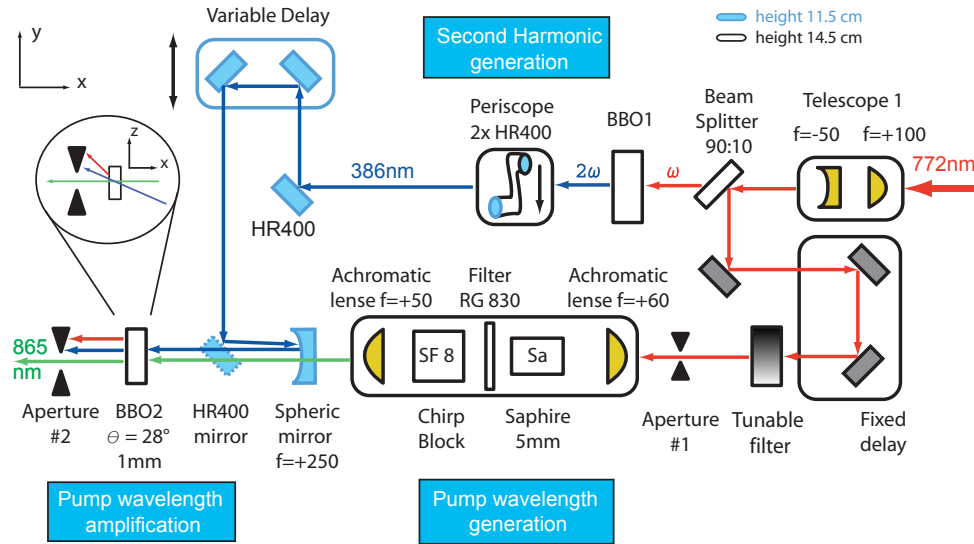 Variable Delay
y
x
Second Harmonic
generation
height 11.5 cm
height 14.5 cm
Periscope
2x HR400
BBO1
Beam
Splitter
90:10
Telescope 1
f=-50
f=+100
772nm
z
x
386nm
2ω
ω
HR400
Achromatic
lense f=+50
Filter
RG 830
Achromatic
lense f=+60
SF 8
Sa
865
nm
Aperture
#2
BBO2
θ = 28°
1mm
HR400
mirror
Spheric
mirror
f=+250
Chirp
Block
Saphire
5mm
Aperture
#1
Tunable
filter
Fixed
delay
Pump wavelength
amplification
Pump wavelength
generation